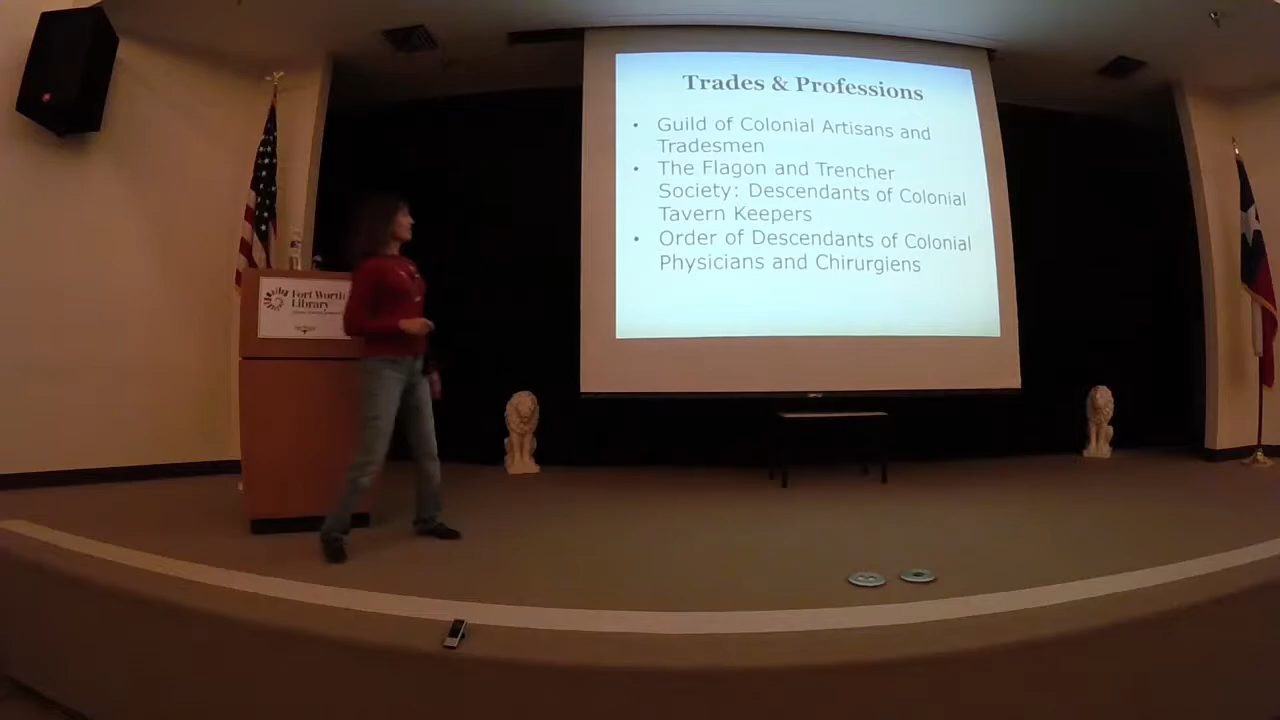 Trades & Professions
• Guild of Colonial Artisans and
Tradesmen
• The Flagon and Trencher
Society: Descendants of Colonial
Tavern Keepers
• Order of Descendants of Colonial
Physicians and Chirurgiens
Fort Worth
Library